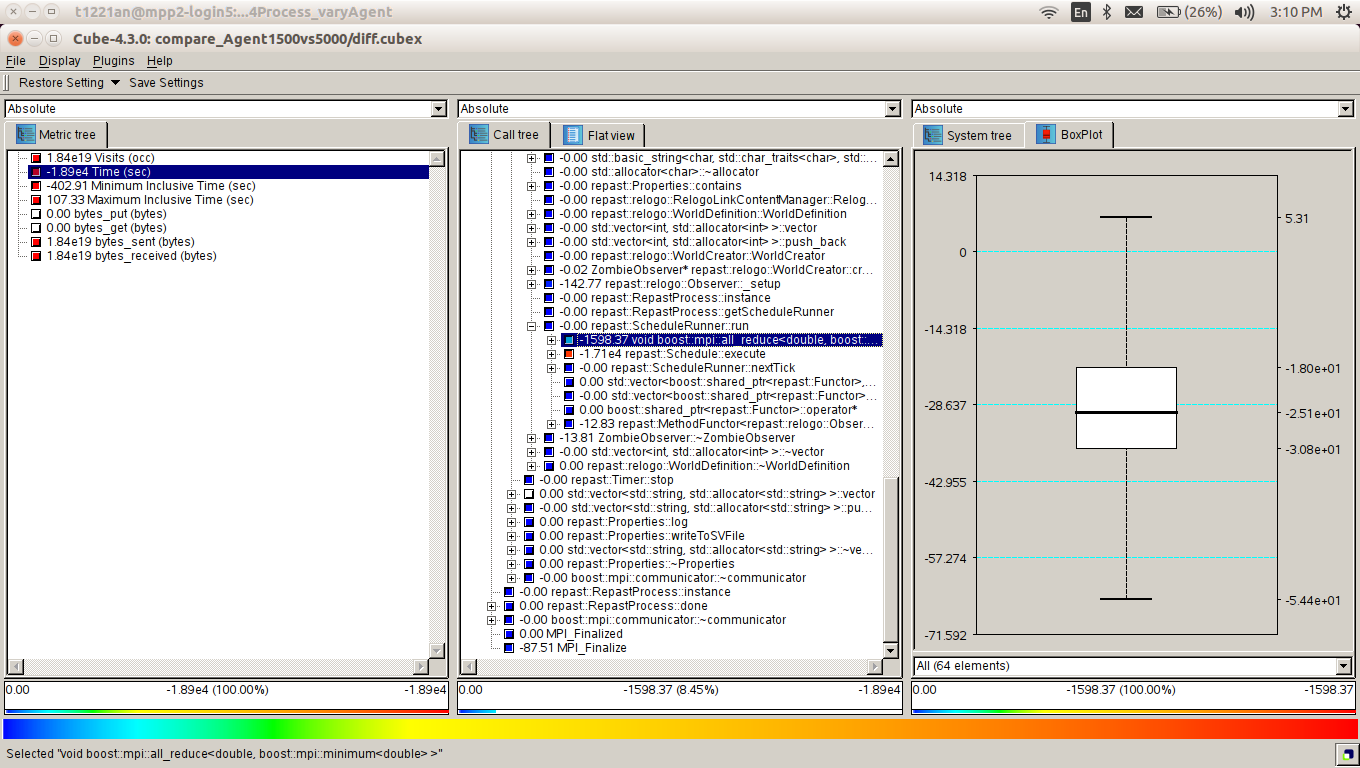 t1221an@mpp2-login5:...4Process_varyAgent
En
(26%)
3:10 PM
Cube-4.3.0: compare_Agent1500vs5000/diff.cubex
File Display Plugins Help
Restore Setting Save Settings
Absolute
Metric tree
1.84e19 Visits (occ)
-1.89e4 Time (sec)
-402.91 Minimum Inclusive Time (sec)
107.33 Maximum Inclusive Time (sec)
0.00 bytes_put (bytes)
0.00 bytes_get (bytes)
1.84e19 bytes_sent (bytes)
1.84e19 bytes_received (bytes)
0.00 -1.89e4 (100.00%) -1.89e4
Absolute
Call tree Flat view
-0.00 std::basic_string<char, std::char_traits<char>, std::...
-0.00 std::allocator<char>::~allocator
-0.00 repast::Properties::contains
-0.00 repast::relogo::RelogoLinkContentManager::Relog...
-0.00 repast::relogo::WorldDefinition::WorldDefinition
-0.00 std::vector<int, std::allocator<int> >::vector
-0.00 std::vector<int, std::allocator<int> >::push_back
-0.00 repast::relogo::WorldCreator::WorldCreator
-0.02 ZombieObserver* repast::relogo::WorldCreator::cr...
-142.77 repast::relogo::Observer::_setup
-0.00 repast::RepastProcess::instance
-0.00 repast::RepastProcess::getScheduleRunner
-0.00 repast::ScheduleRunner::run
-1598.37 void boost::mpi::all_reduce<double, boost::...
-1.71e4 repast::Schedule::execute
-0.00 repast::ScheduleRunner::nextTick
0.00 std::vector<boost::shared_ptr<repast::Functor>,...
-0.00 std::vector<boost::shared_ptr<repast::Functor>...
0.00 boost::shared_ptr<repast::Functor>::operator*
-12.83 repast::MethodFunctor<repast::relogo::Obser...
-13.81 ZombieObserver::~ZombieObserver
-0.00 std::vector<int, std::allocator<int> >::~vector
0.00 repast::relogo::WorldDefinition::~WorldDefinition
-0.00 repast::Timer::stop
0.00 std::vector<std::string, std::allocator<std::string> >::vector
-0.00 std::vector<std::string, std::allocator<std::string> >::pu...
0.00 repast::Properties::log
0.00 repast::Properties::writeToSVFile
0.00 std::vector<std::string, std::allocator<std::string> >::~ve...
0.00 repast::Properties::~Properties
-0.00 boost::mpi::communicator::~communicator
-0.00 repast::RepastProcess::instance
0.00 repast::RepastProcess::done
-0.00 boost::mpi::communicator::~communicator
0.00 MPI_Finalized
-87.51 MPI_Finalize
0.00 -1598.37 (8.45%) -1.89e4
Absolute
System tree BoxPlot
14.318
5.31
0
-14.318
-1.80e+01
-28.637
-2.51e+01
-3.08e+01
-42.955
-57.274
-5.44e+01
-71.592
All (64 elements)
0.00 -1598.37 (100.00%) -1598.37
Selected "void boost::mpi::all_reduce<double, boost::mpi::minimum<double> >"